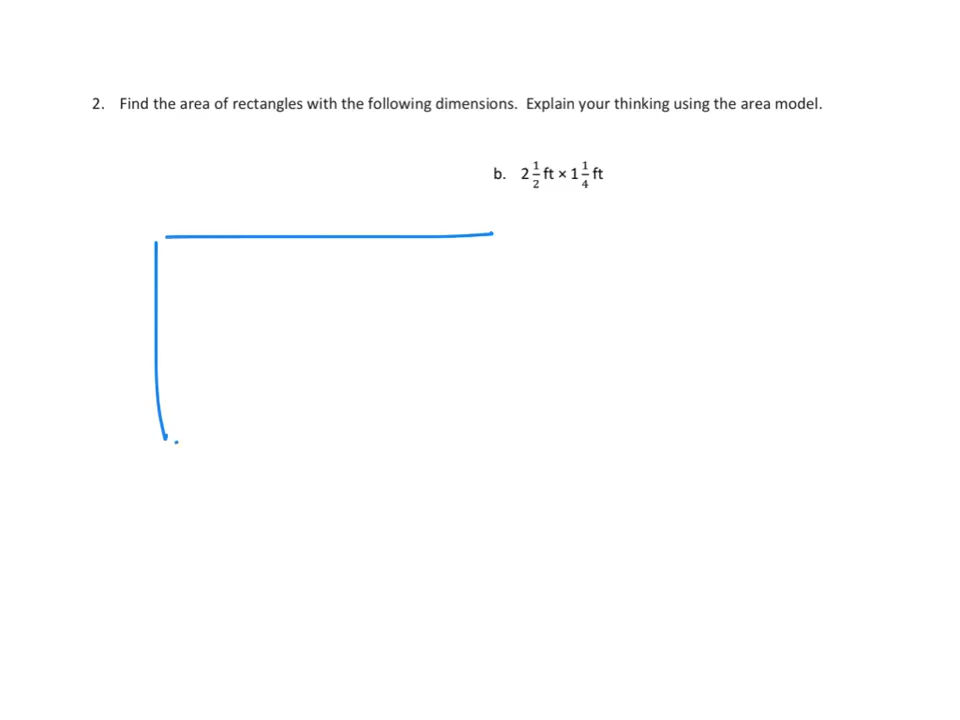 2. Find the area of rectangles with the following dimensions. Explain your thinking using the area model.
b. 2 1/2 ft × 1 1/4 ft